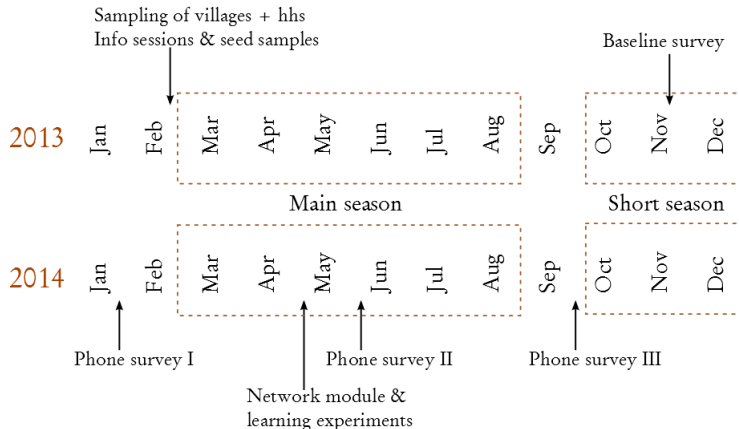 Sampling of villages + hhs
Info sessions & seed samples
Baseline survey
2013
Jan
Feb
Mar
Apr
May
Jun
Jul
Aug
Sep
Oct
Nov
Dec
Main season
Short season
2014
Jan
Feb
Mar
Apr
May
Jun
Jul
Aug
Sep
Oct
Nov
Dec
Phone survey I
Phone survey II
Phone survey III
Network module &
learning experiments